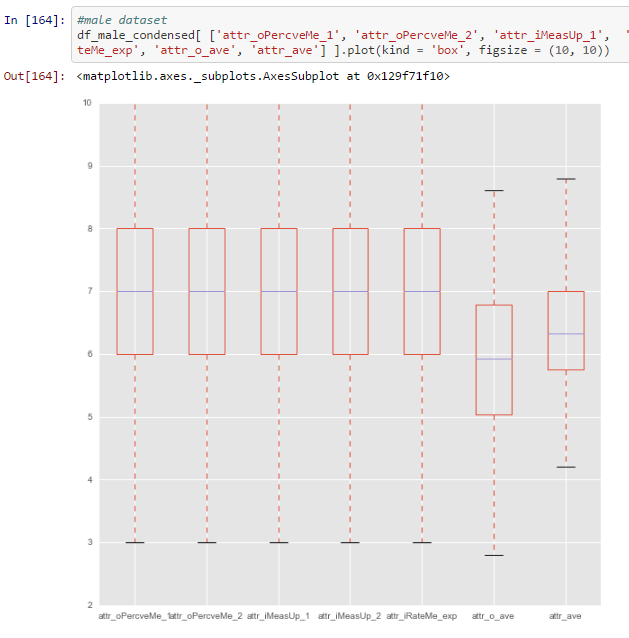 In [164]: #male dataset
df_male_condensed[ ['attr_oPercveMe_1', 'attr_oPercveMe_2', 'attr_iMeasUp_1', '
teMe_exp', 'attr_o_ave', 'attr_ave'] ].plot(kind = 'box', figsize = (10, 10))
Out[164]: <matplotlib.axes._subplots.AxesSubplot at 0x129f71f10>
10
9
8
7
6
5
4
3
2
attr_oPercveMe_1 attr_oPercveMe_2 attr_iMeasUp_1 attr_iMeasUp_2 attr_iRateMe_exp attr_o_ave attr_ave